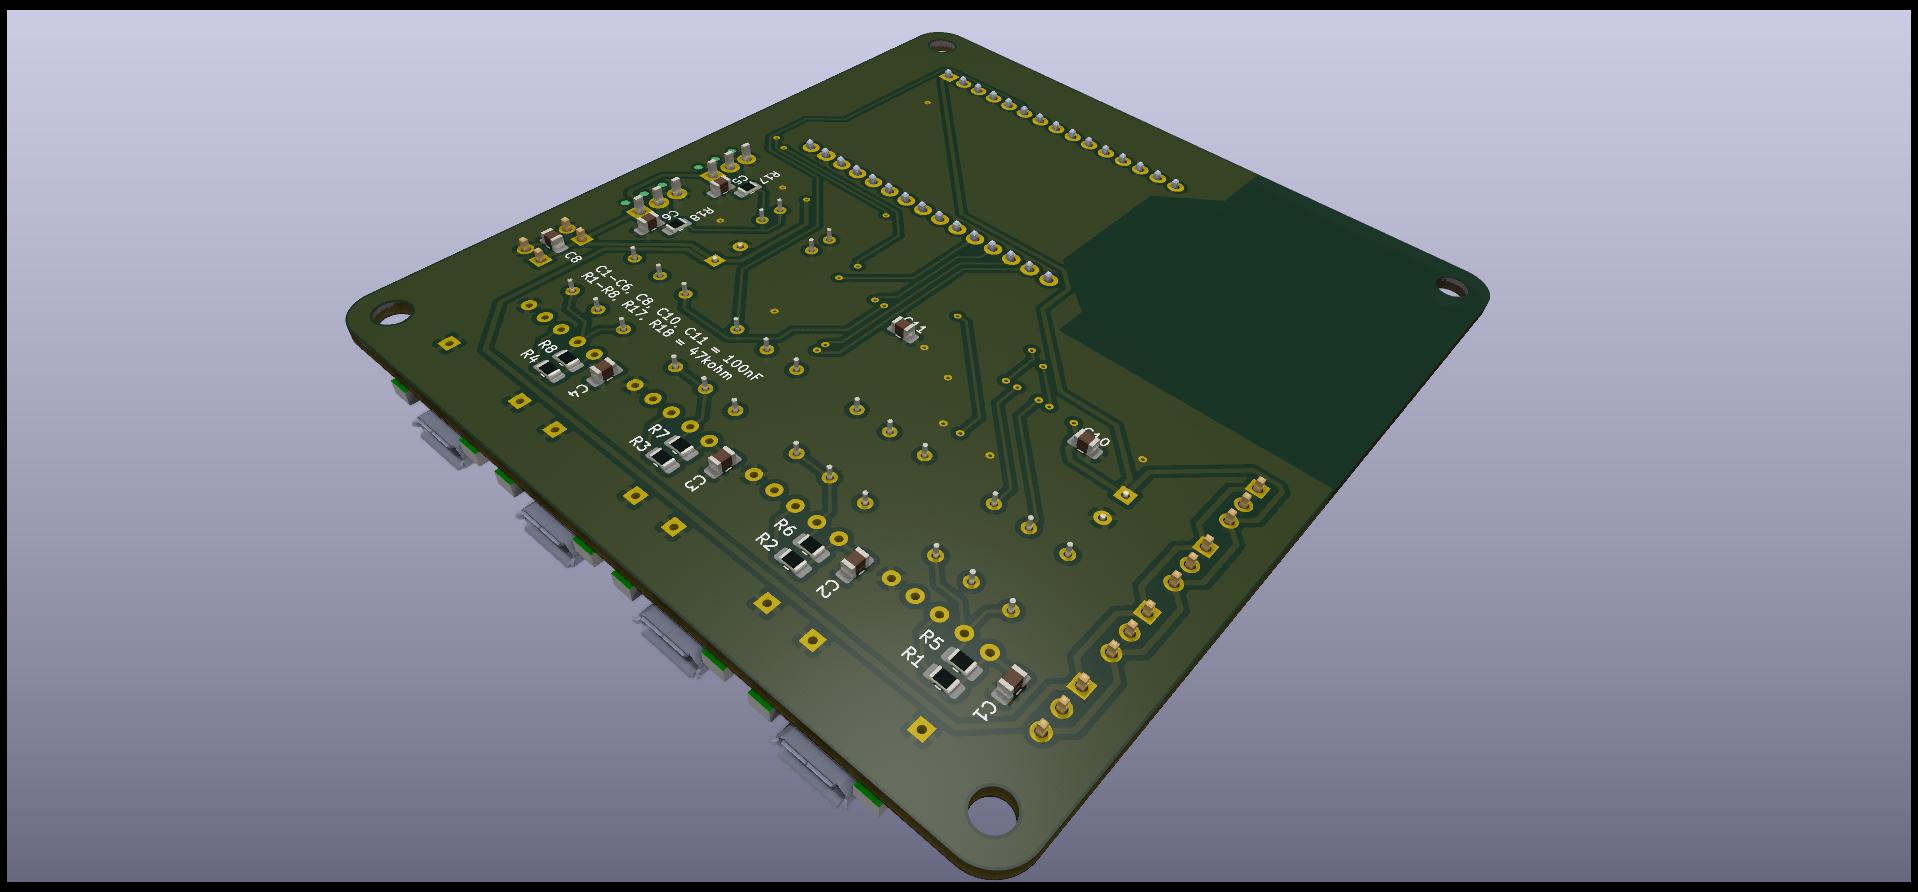 R17
C5
R18
C6
C8
C1-C6, C8, C10, C11 = 100nF
R1-R8, R17, R18 = 47kohm
C11
R8
R4
C4
R7
R3
C3
C10
R6
R2
C2
R5
R1
C1